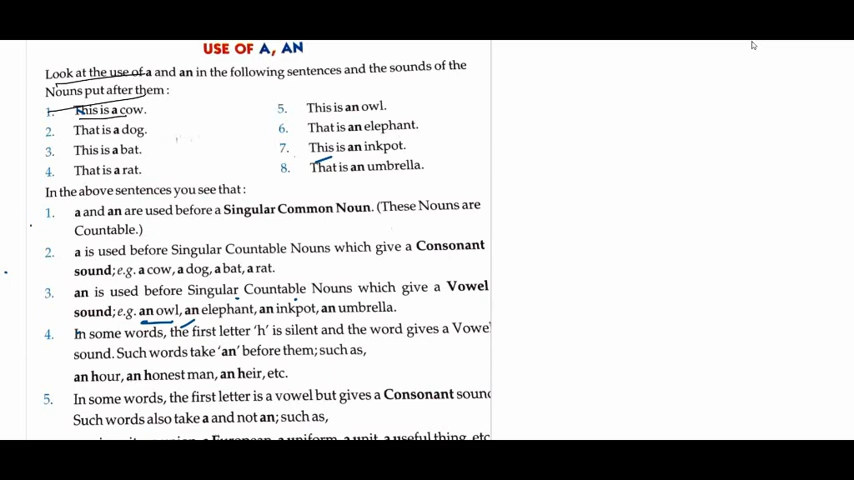 USE OF A, AN
Look at the use of a and an in the following sentences and the sounds of the
Nouns put after them :
1. This is a cow.
2. That is a dog.
3. This is a bat.
4. That is a rat.
5. This is an owl.
6. That is an elephant.
7. This is an inkpot.
8. That is an umbrella.
In the above sentences you see that :
1. a and an are used before a Singular Common Noun. (These Nouns are
Countable.)
2. a is used before Singular Countable Nouns which give a Consonant
sound; e.g. a cow, a dog, a bat, a rat.
3. an is used before Singular Countable Nouns which give a Vowel
sound; e.g. an owl, an elephant, an inkpot, an umbrella.
4. In some words, the first letter 'h' is silent and the word gives a Vowel
sound. Such words take 'an' before them; such as,
an hour, an honest man, an heir, etc.
5. In some words, the first letter is a vowel but gives a Consonant sound
Such words also take a and not an; such as,
a European, a uniform, a unit, a useful thing, etc